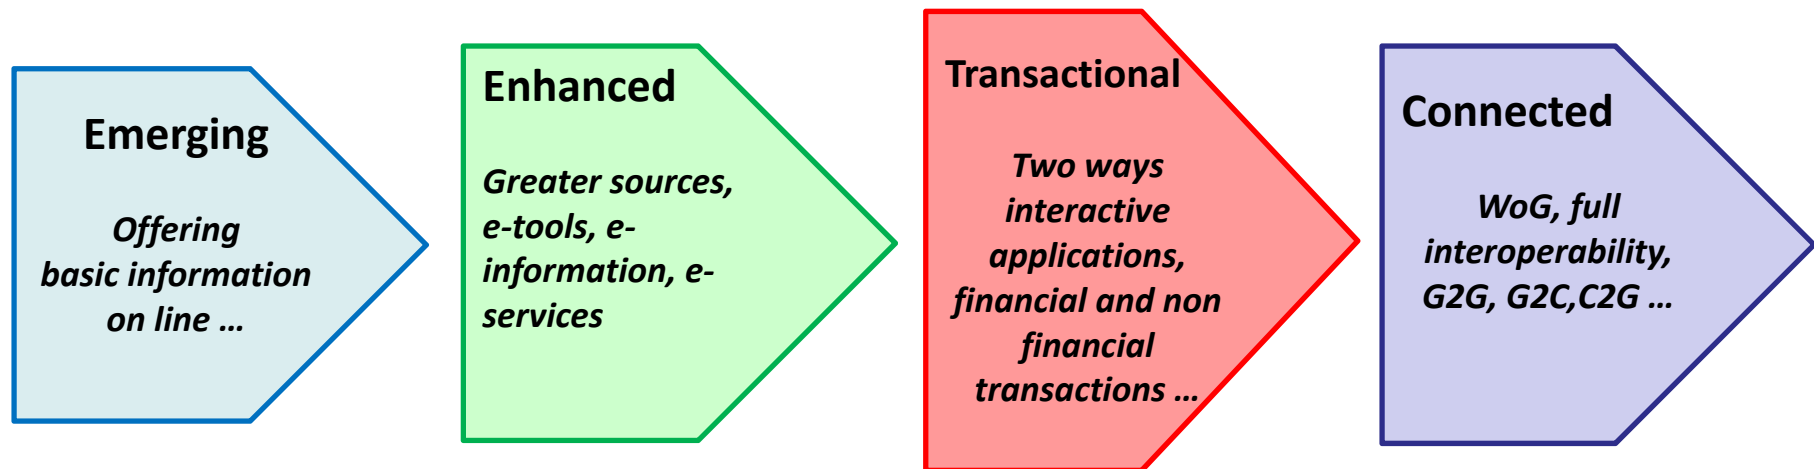 Emerging
Offering
basic information
on line ...
Enhanced
Greater sources,
e-tools, e-
information, e-
services
Transactional
Two ways
interactive
applications,
financial and non
financial
transactions ...
Connected
WoG, full
interoperability,
G2G, G2C,C2G ...